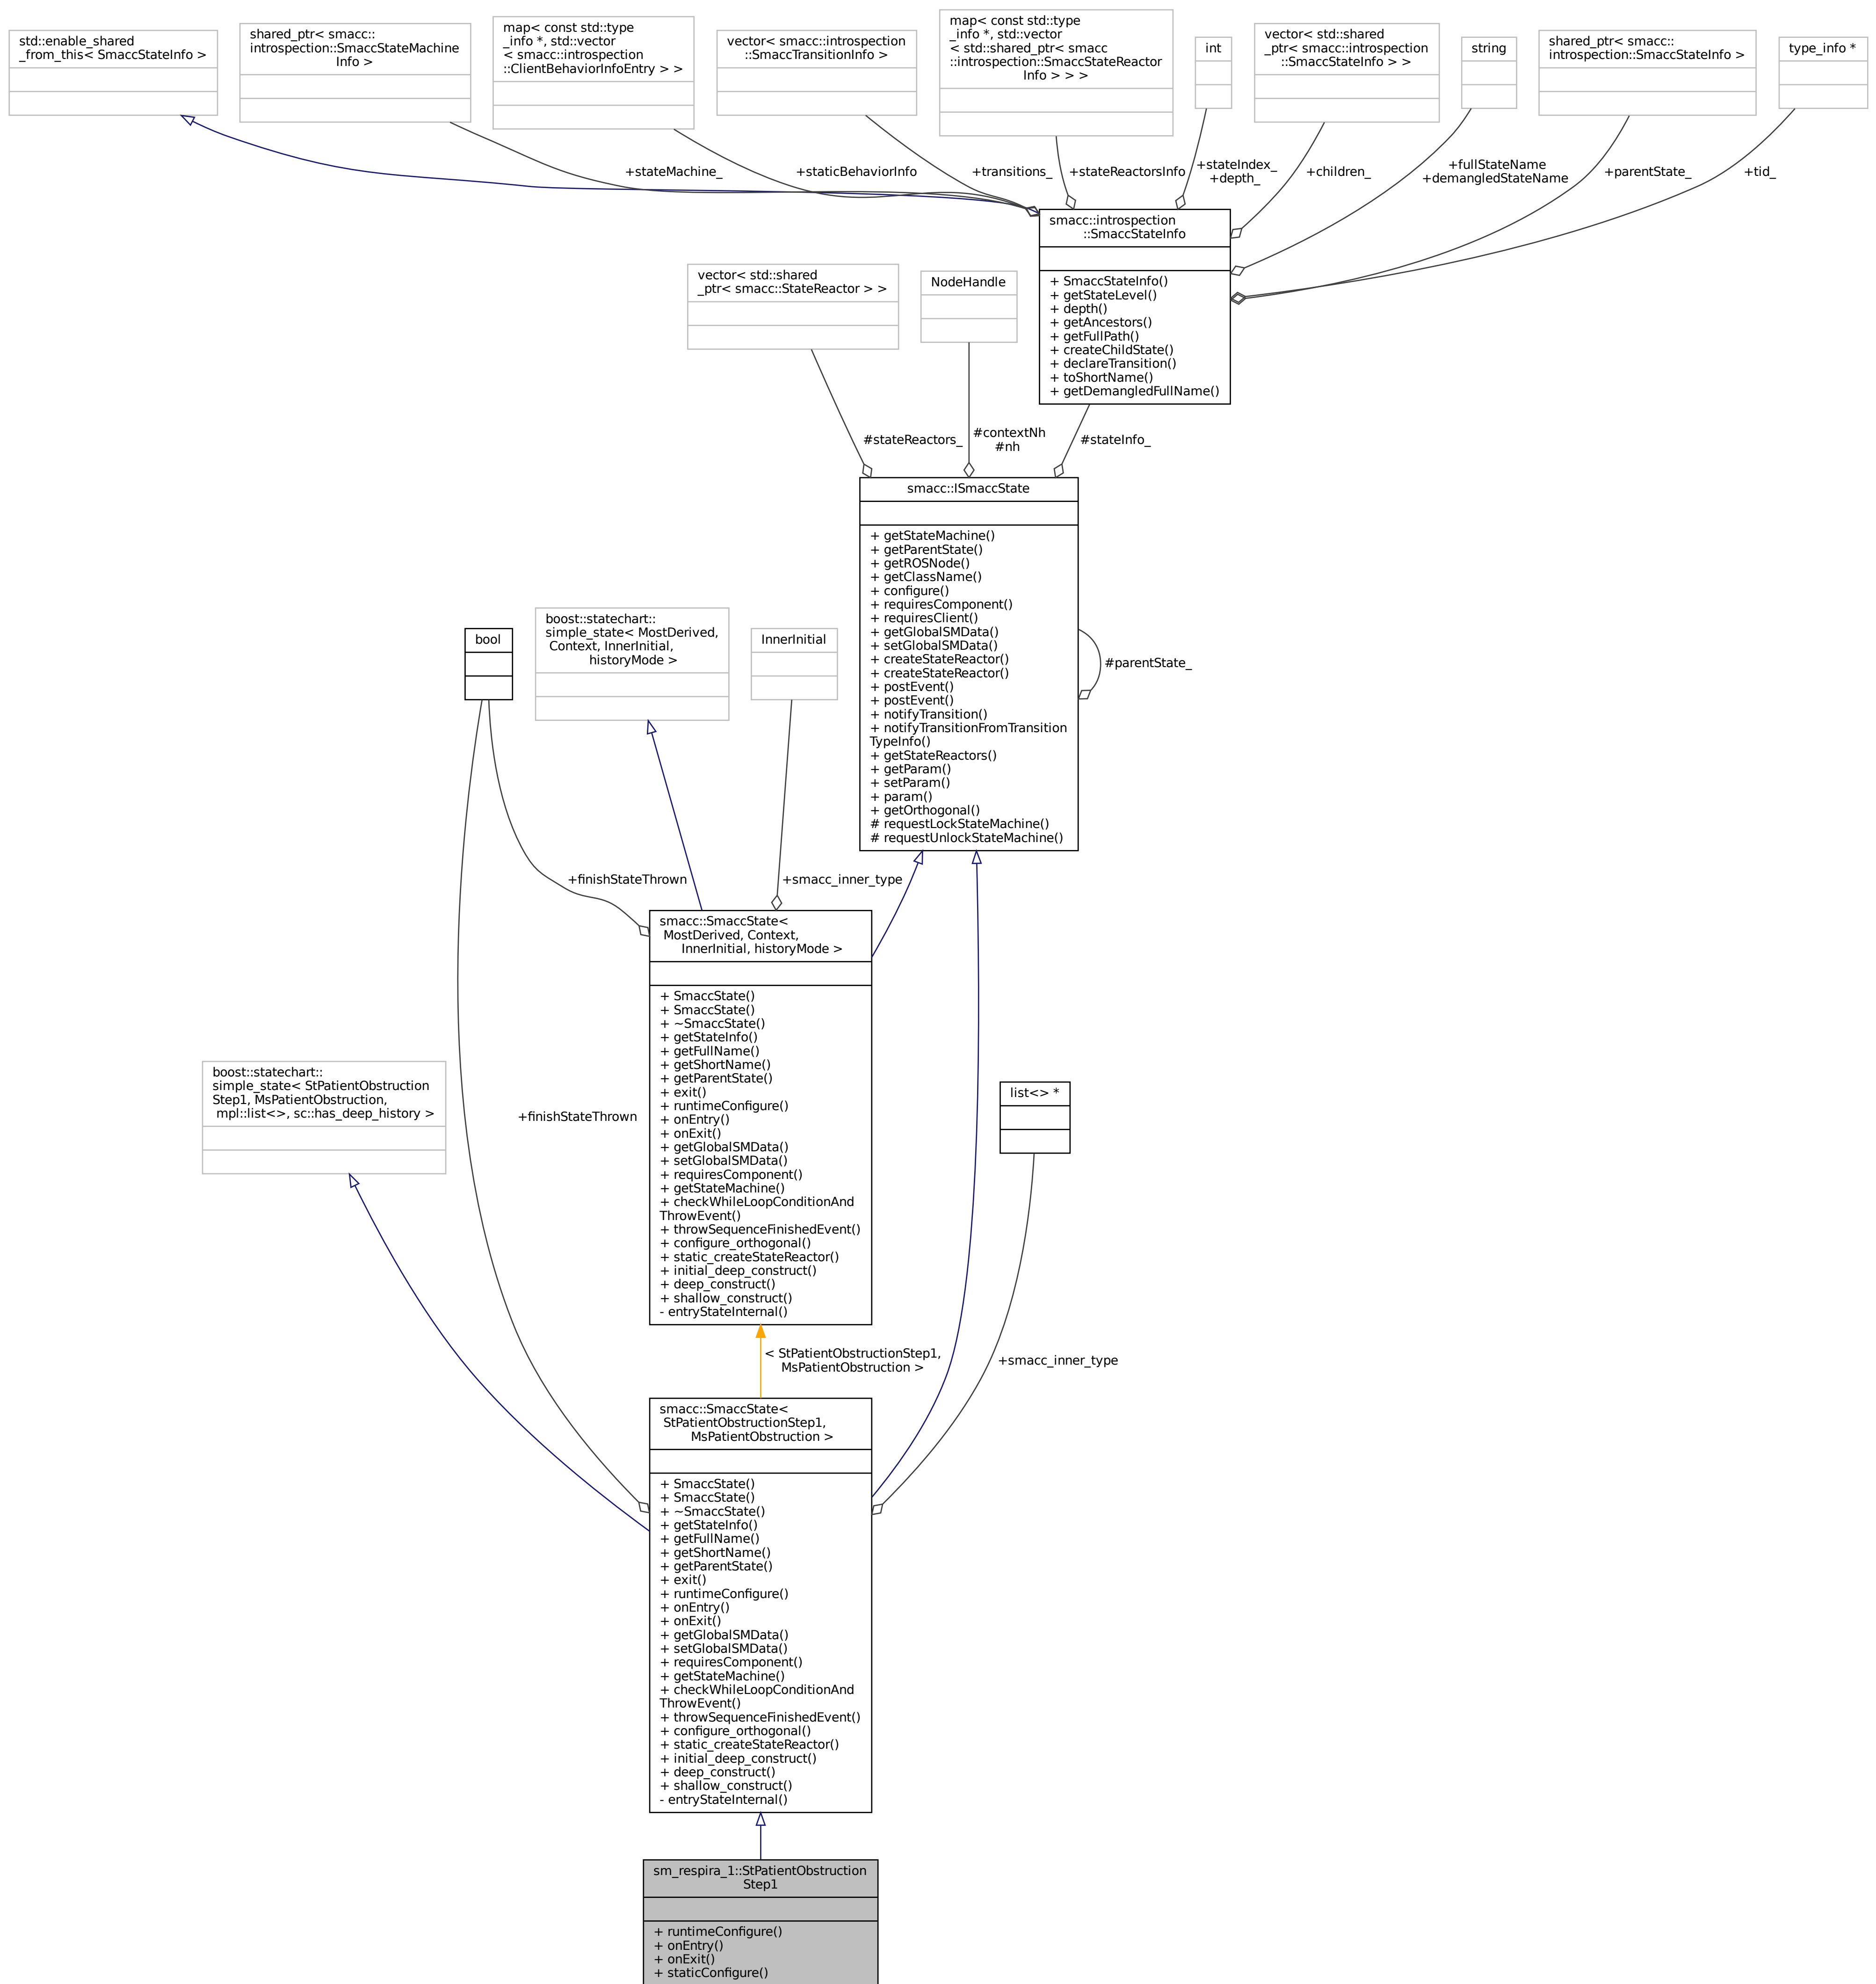 std::enable_shared
_from_this< SmaccStateInfo >
shared_ptr< smacc::
introspection::SmaccStateMachine
Info >
map< const std::type
_info *, std::vector
< smacc::introspection
::ClientBehaviorInfoEntry > >
vector< smacc::introspection
::SmaccTransitionInfo >
map< const std::type
_info *, std::vector
< std::shared_ptr< smacc
::introspection::SmaccStateReactor
Info > > >
int
vector< std::shared
_ptr< smacc::introspection
::SmaccStateInfo > >
string
shared_ptr< smacc::
introspection::SmaccStateInfo >
type_info *
+stateMachine_
+staticBehaviorInfo
+transitions_
+stateReactorsInfo
+stateIndex_
+depth_
+children_
+fullStateName
+demangledStateName
+parentState_
+tid_
smacc::introspection
::SmaccStateInfo
+ SmaccStateInfo()
+ getStateLevel()
+ depth()
+ getAncestors()
+ getFullPath()
+ createChildState()
+ declareTransition()
+ toShortName()
+ getDemangledFullName()
vector< std::shared
_ptr< smacc::StateReactor > >
NodeHandle
#stateReactors_
#contextNh
#nh
#stateInfo_
smacc::ISmaccState
+ getStateMachine()
+ getParentState()
+ getROSNode()
+ getClassName()
+ configure()
+ requiresComponent()
+ requiresClient()
+ getGlobalSMData()
+ setGlobalSMData()
+ createStateReactor()
+ createStateReactor()
+ postEvent()
+ postEvent()
+ notifyTransition()
+ notifyTransitionFromTransition
TypeInfo()
+ getStateReactors()
+ getParam()
+ setParam()
+ param()
+ getOrthogonal()
# requestLockStateMachine()
# requestUnlockStateMachine()
#parentState_
bool
boost::statechart::
simple_state< MostDerived,
Context, InnerInitial,
historyMode >
InnerInitial
+finishStateThrown
+smacc_inner_type
smacc::SmaccState<
MostDerived, Context,
InnerInitial, historyMode >
+ SmaccState()
+ SmaccState()
+ ~SmaccState()
+ getStateInfo()
+ getFullName()
+ getShortName()
+ getParentState()
+ exit()
+ runtimeConfigure()
+ onEntry()
+ onExit()
+ getGlobalSMData()
+ setGlobalSMData()
+ requiresComponent()
+ getStateMachine()
+ checkWhileLoopConditionAnd
ThrowEvent()
+ throwSequenceFinishedEvent()
+ configure_orthogonal()
+ static_createStateReactor()
+ initial_deep_construct()
+ deep_construct()
+ shallow_construct()
- entryStateInternal()
boost::statechart::
simple_state< StPatientObstruction
Step1, MsPatientObstruction,
mpl::list<>, sc::has_deep_history >
+finishStateThrown
list<> *
< StPatientObstructionStep1,
MsPatientObstruction >
+smacc_inner_type
smacc::SmaccState<
StPatientObstructionStep1,
MsPatientObstruction >
+ SmaccState()
+ SmaccState()
+ ~SmaccState()
+ getStateInfo()
+ getFullName()
+ getShortName()
+ getParentState()
+ exit()
+ runtimeConfigure()
+ onEntry()
+ onExit()
+ getGlobalSMData()
+ setGlobalSMData()
+ requiresComponent()
+ getStateMachine()
+ checkWhileLoopConditionAnd
ThrowEvent()
+ throwSequenceFinishedEvent()
+ configure_orthogonal()
+ static_createStateReactor()
+ initial_deep_construct()
+ deep_construct()
+ shallow_construct()
- entryStateInternal()
sm_respira_1::StPatientObstruction
Step1
+ runtimeConfigure()
+ onEntry()
+ onExit()
+ staticConfigure()